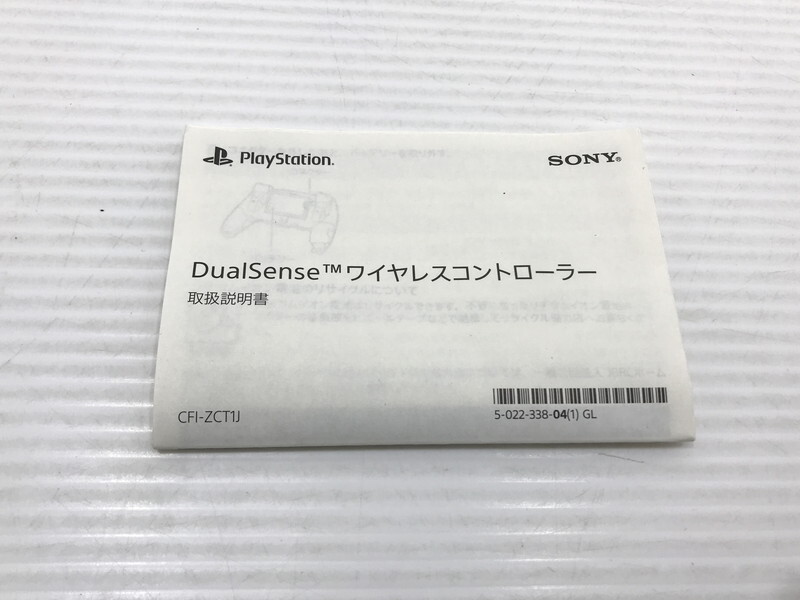 PlayStation®
SONY®
DualSense™ワイヤレスコントローラー
取扱説明書
CFI-ZCT1J
5-022-338-04(1) GL